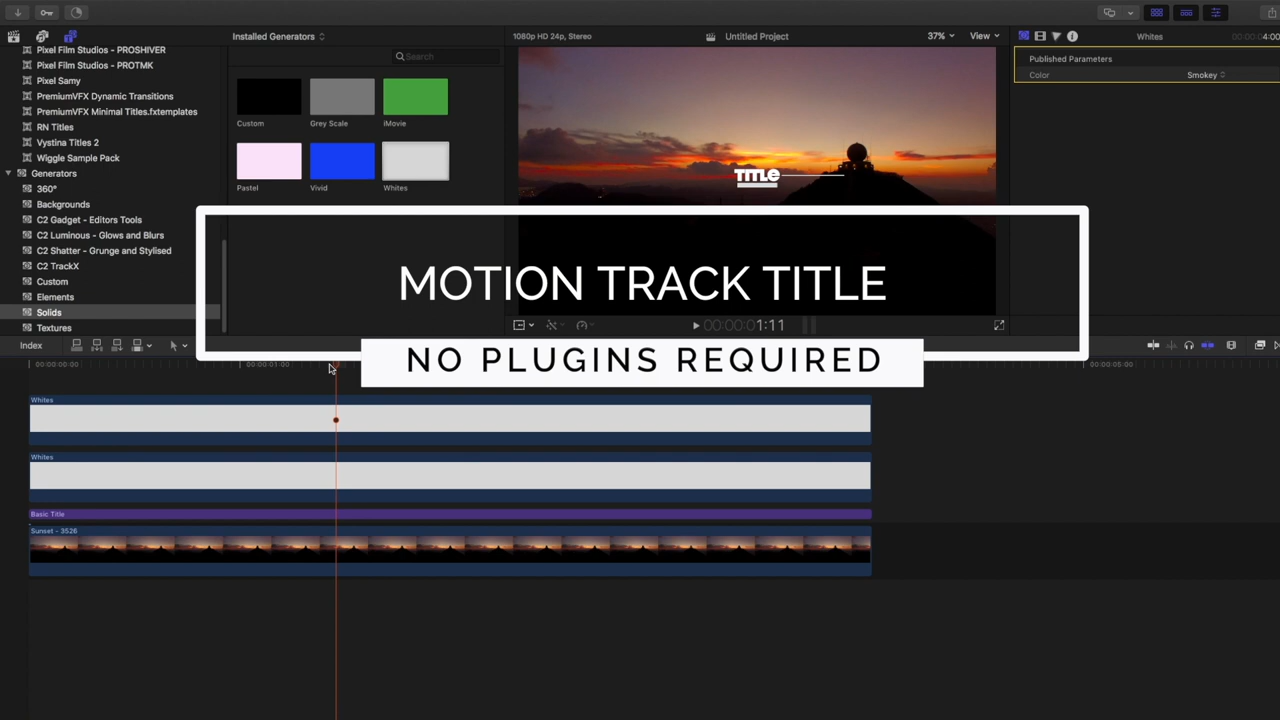 Installed Generators
1080p HD 24p, Stereo
Untitled Project
37%
View
Whites
4:00
Pixel Film Studios - PROSHIVER
Pixel Film Studios - PROTMK
Pixel Samy
PremiumVFX Dynamic Transitions
PremiumVFX Minimal Titles.fxtemplates
RN Titles
Vystina Titles 2
Wiggle Sample Pack
Generators
360°
Backgrounds
C2 Gadget - Editors Tools
C2 Luminous - Glows and Blurs
C2 Shatter - Grunge and Stylised
C2 TrackX
Custom
Elements
Solids
Textures
Search
Custom
Grey Scale
iMovie
Pastel
Vivid
Whites
TITLE
Published Parameters
Color
Smokey
MOTION TRACK TITLE
NO PLUGINS REQUIRED
00:00:01:11
Index
00:00:00:00
00:00:01:00
00:00:05:00
Whites
Whites
Basic Title
Sunset - 3526